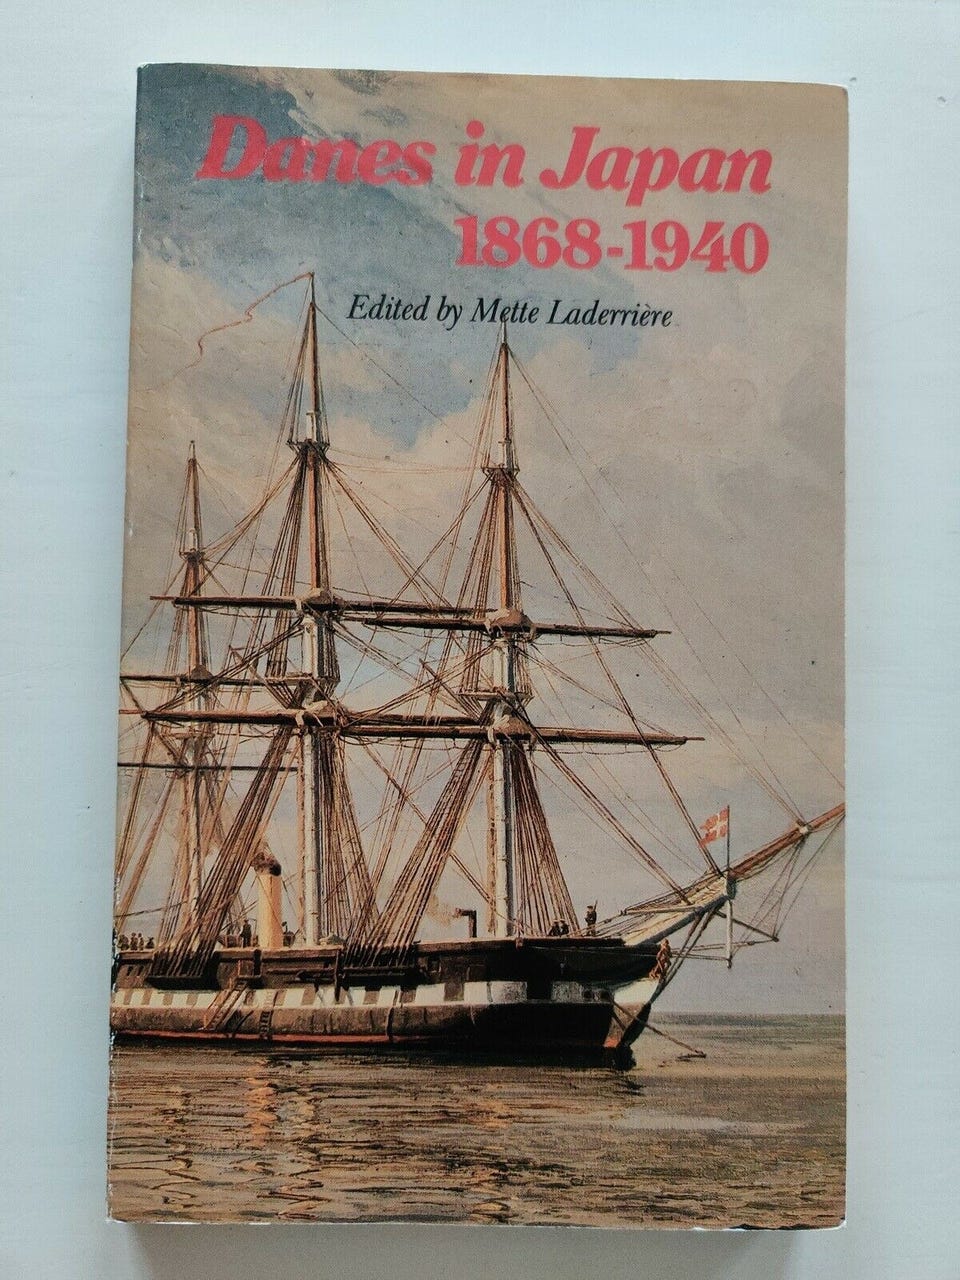 Danes in Japan
1868-1940
Edited by Mette Laderrière